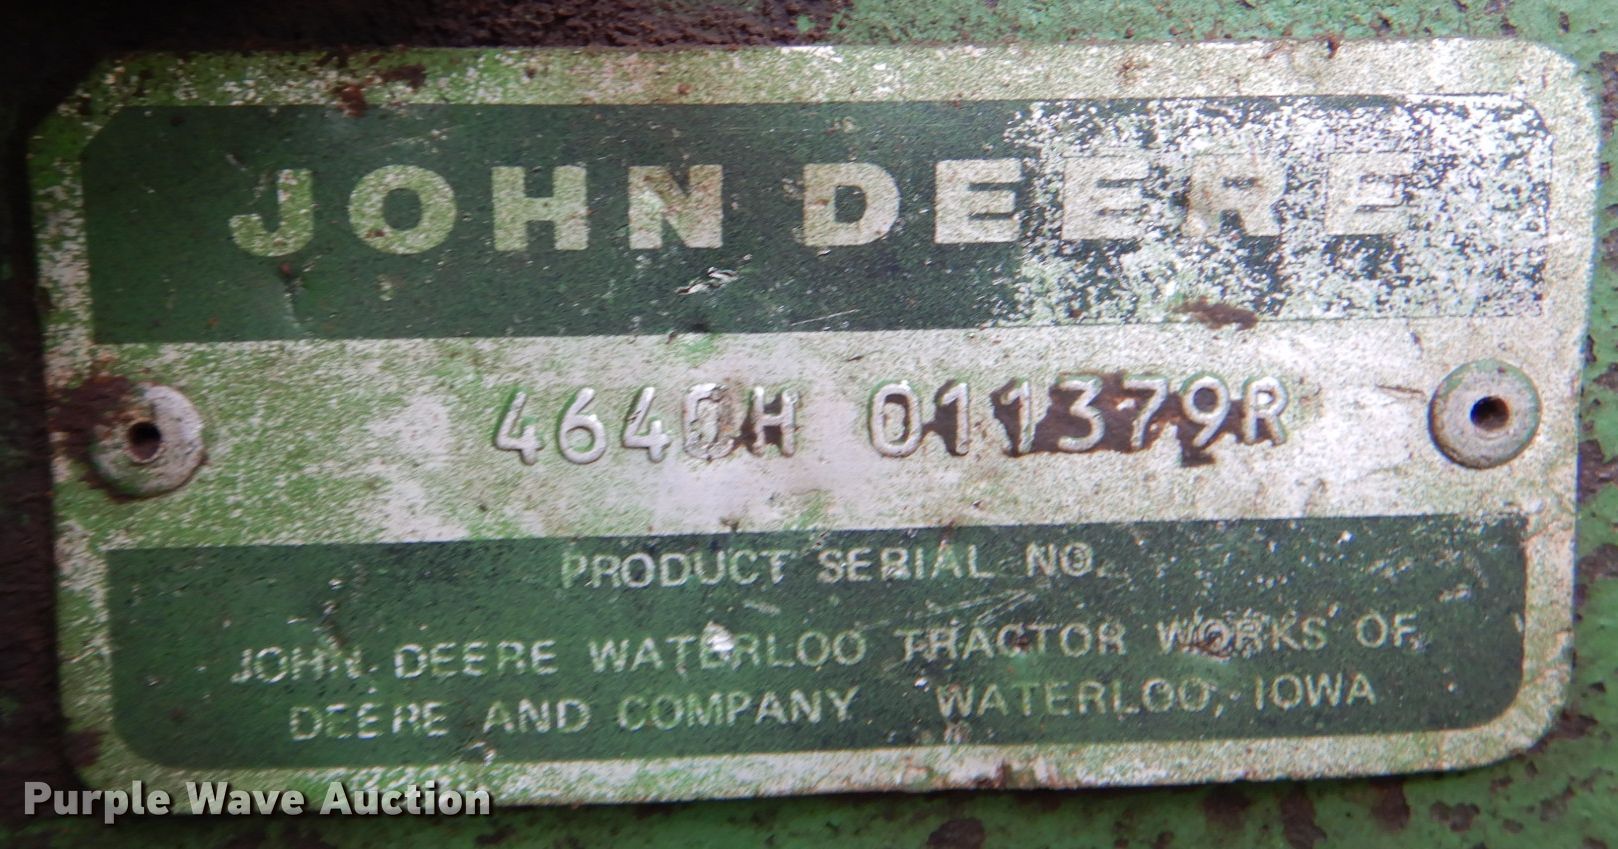 JOHN DEERE
4640H 011379R
PRODUCT SERIAL NO.
JOHN DEERE WATERLOO TRACTOR WORKS OF
DEERE AND COMPANY WATERLOO, IOWA
Purple Wave Auction